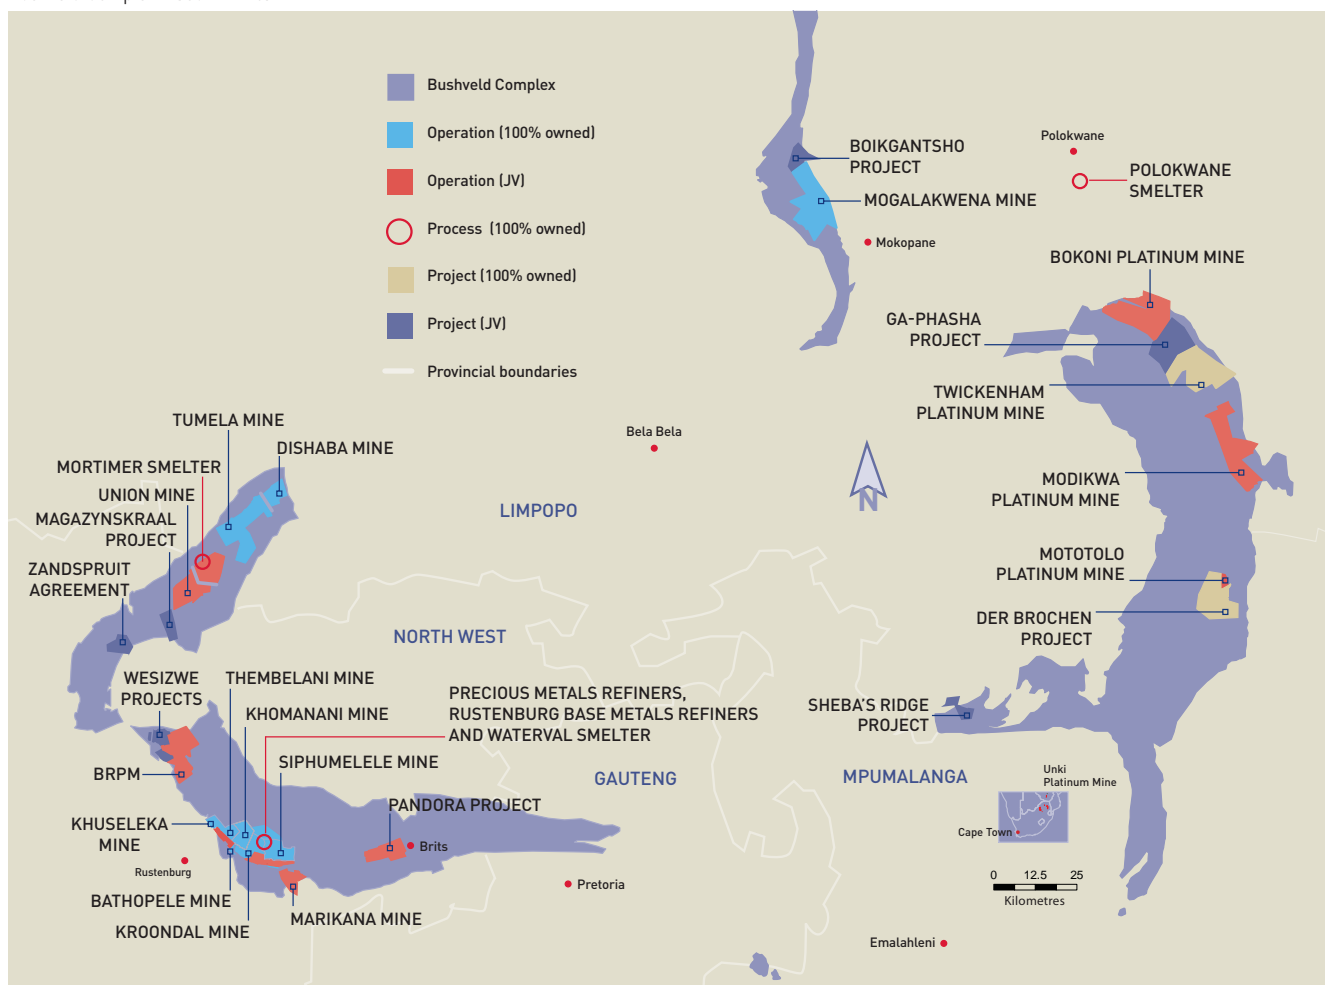 Bushveld Complex
Operation (100% owned)
Operation (JV)
Process (100% owned)
Project (100% owned)
Project (JV)
Provincial boundaries
BOIKGANTSHO
PROJECT
MOGALAKWENA MINE
Mokopane
Polokwane
POLOKWANE
SMELTER
BOKONI PLATINUM MINE
GA-PHASHA
PROJECT
TWICKENHAM
PLATINUM MINE
MODIKWA
PLATINUM MINE
MOTOTOLO
PLATINUM MINE
DER BROCHEN
PROJECT
SHEBA'S RIDGE
PROJECT
TUMELA MINE
DISHABA MINE
MORTIMER SMELTER
UNION MINE
MAGAZYNSKRAAL
PROJECT
ZANDSPRUIT
AGREEMENT
Bela Bela
LIMPOPO
N
NORTH WEST
WESIZWE
PROJECTS
THEMBELANI MINE
KHOMANANI MINE
PRECIOUS METALS REFINERS,
RUSTENBURG BASE METALS REFINERS
AND WATERVAL SMELTER
SIPHUMELELE MINE
BRPM
PANDORA PROJECT
GAUTENG
MPUMALANGA
KHUSELEKA
MINE
Rustenburg
Brits
BATHOPELE MINE
KROONDAL MINE
MARIKANA MINE
Pretoria
Emalahleni
Unki
Platinum Mine
Cape Town
0 12.5 25
Kilometres